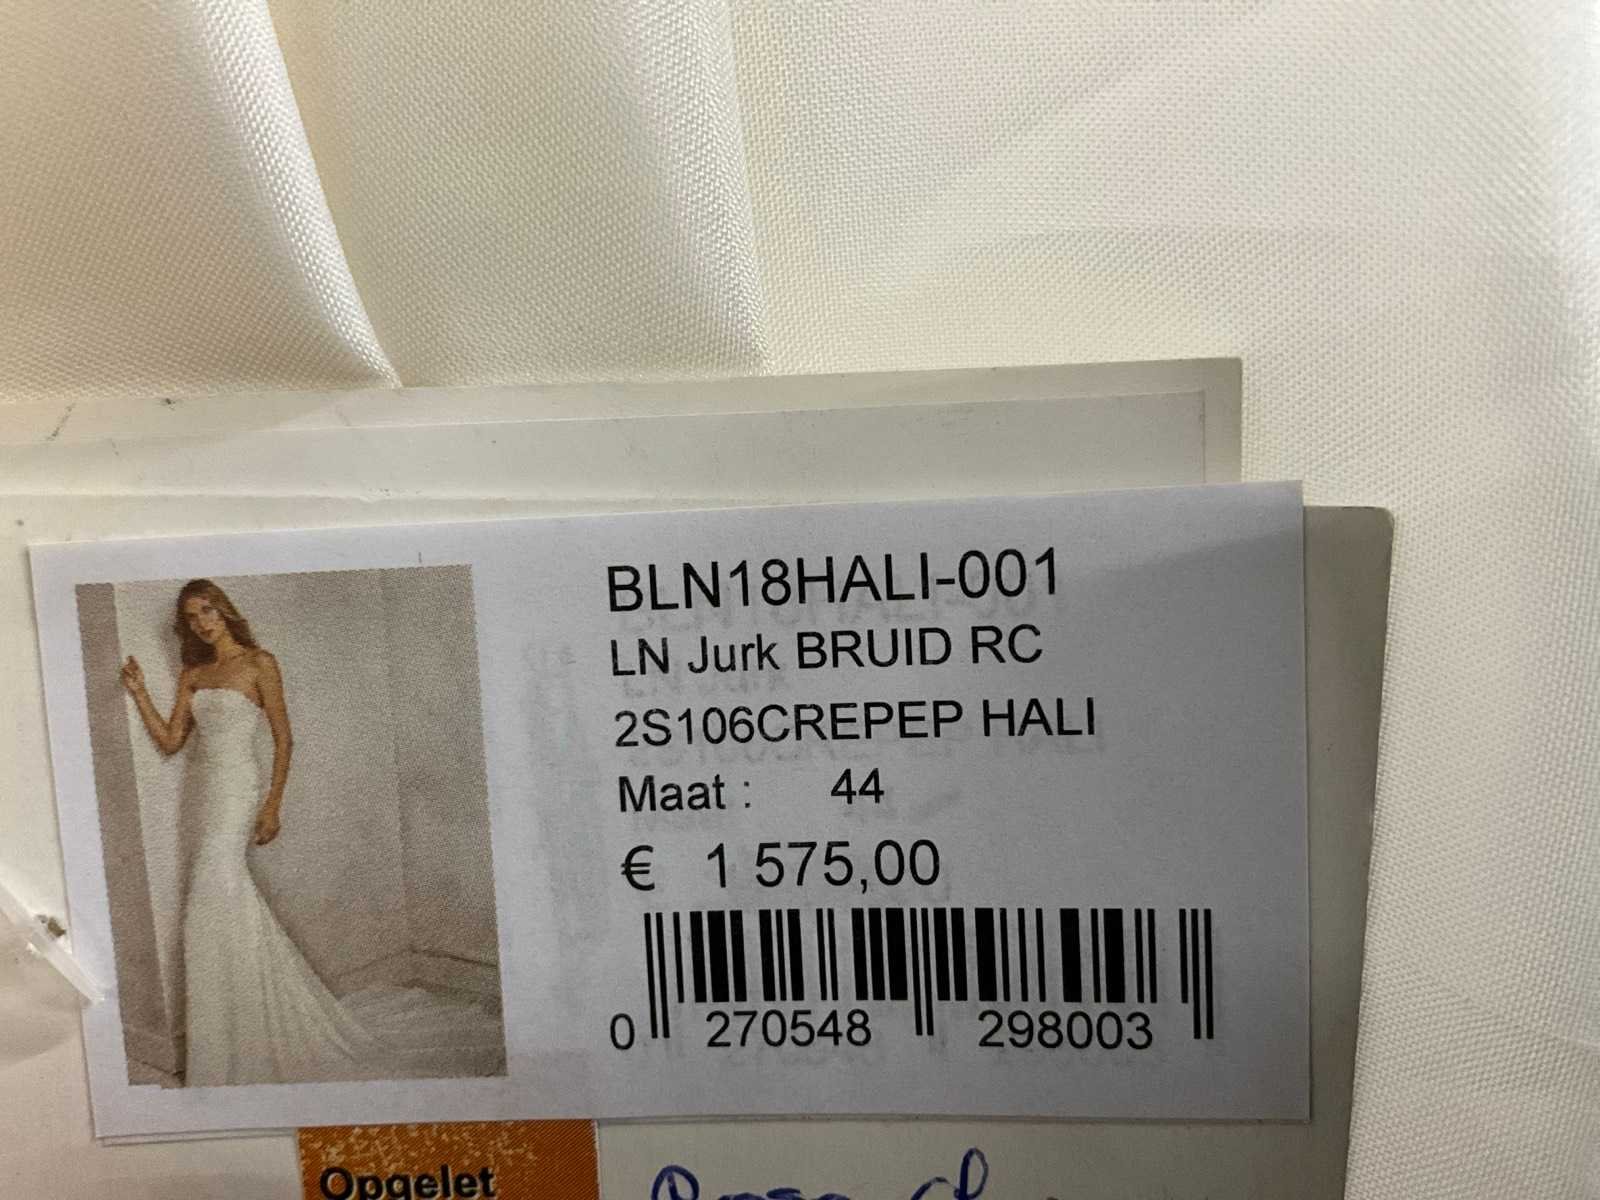 BLN18HALI-001
LN Jurk BRUID RC
2S106CREPEP HALI
Maat : 44
€ 1 575,00
0 270548 298003
Opgelet